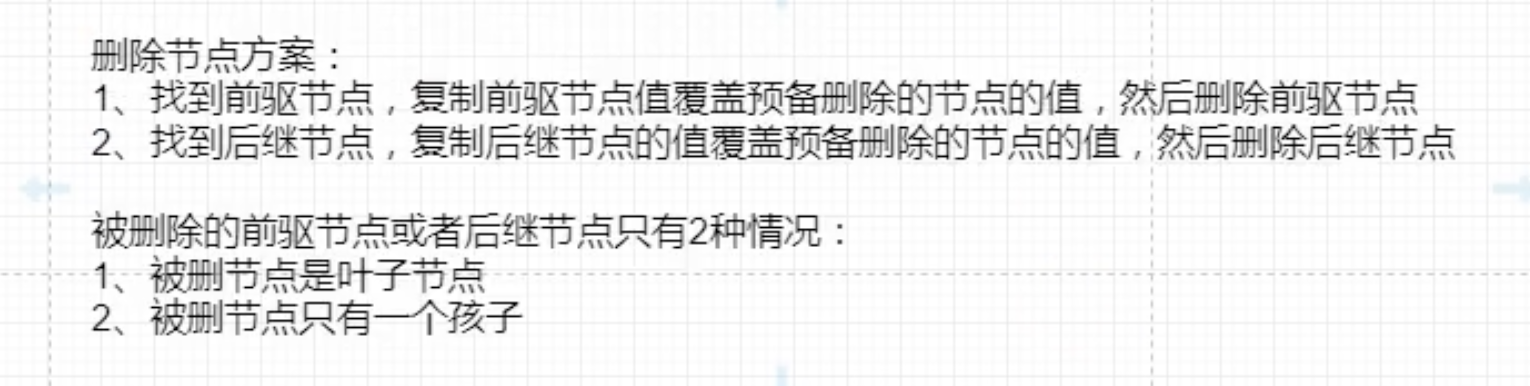 删除节点方案：
1、找到前驱节点，复制前驱节点值覆盖预备删除的节点的值，然后删除前驱节点
2、找到后继节点，复制后继节点的值覆盖预备删除的节点的值，然后删除后继节点
被删除的前驱节点或者后继节点只有2种情况：
1、被删节点是叶子节点
2、被删节点只有一个孩子